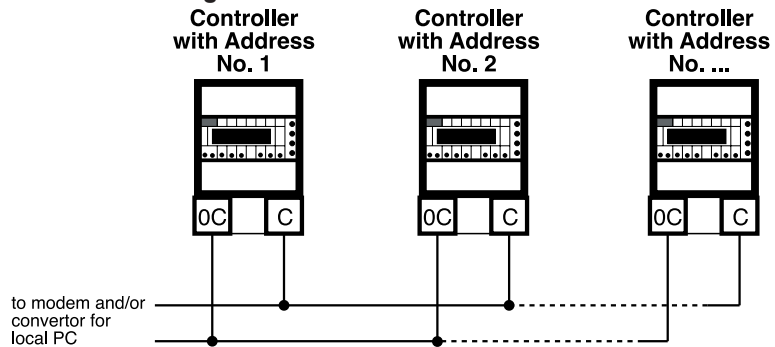 Controller
with Address
No. 1
Controller
with Address
No. 2
Controller
with Address
No. ...
0C
C
0C
C
0C
C
to modem and/or
convertor for
local PC